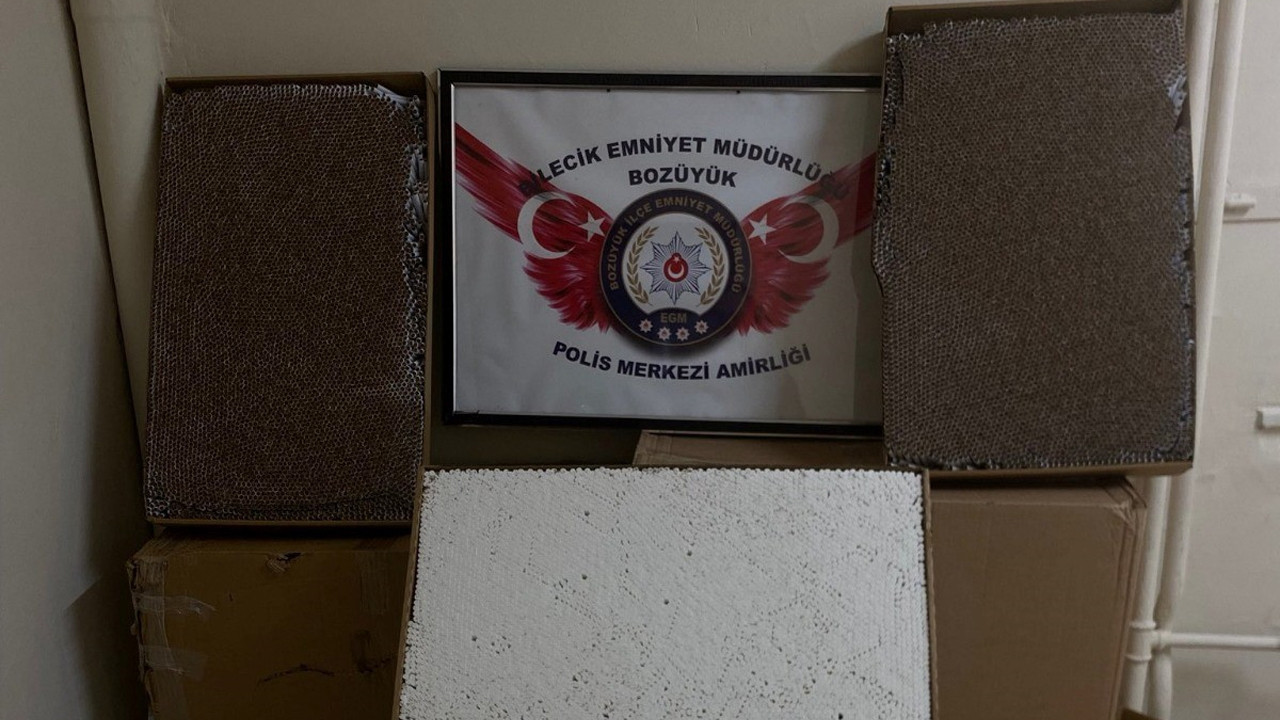 BİLECİK EMNİYET MÜDÜRLÜĞÜ
BOZÜYÜK
BOZÜYÜK İLÇE EMNİYET MÜDÜRLÜĞÜ
EGM
POLİS MERKEZİ AMİRLİĞİ